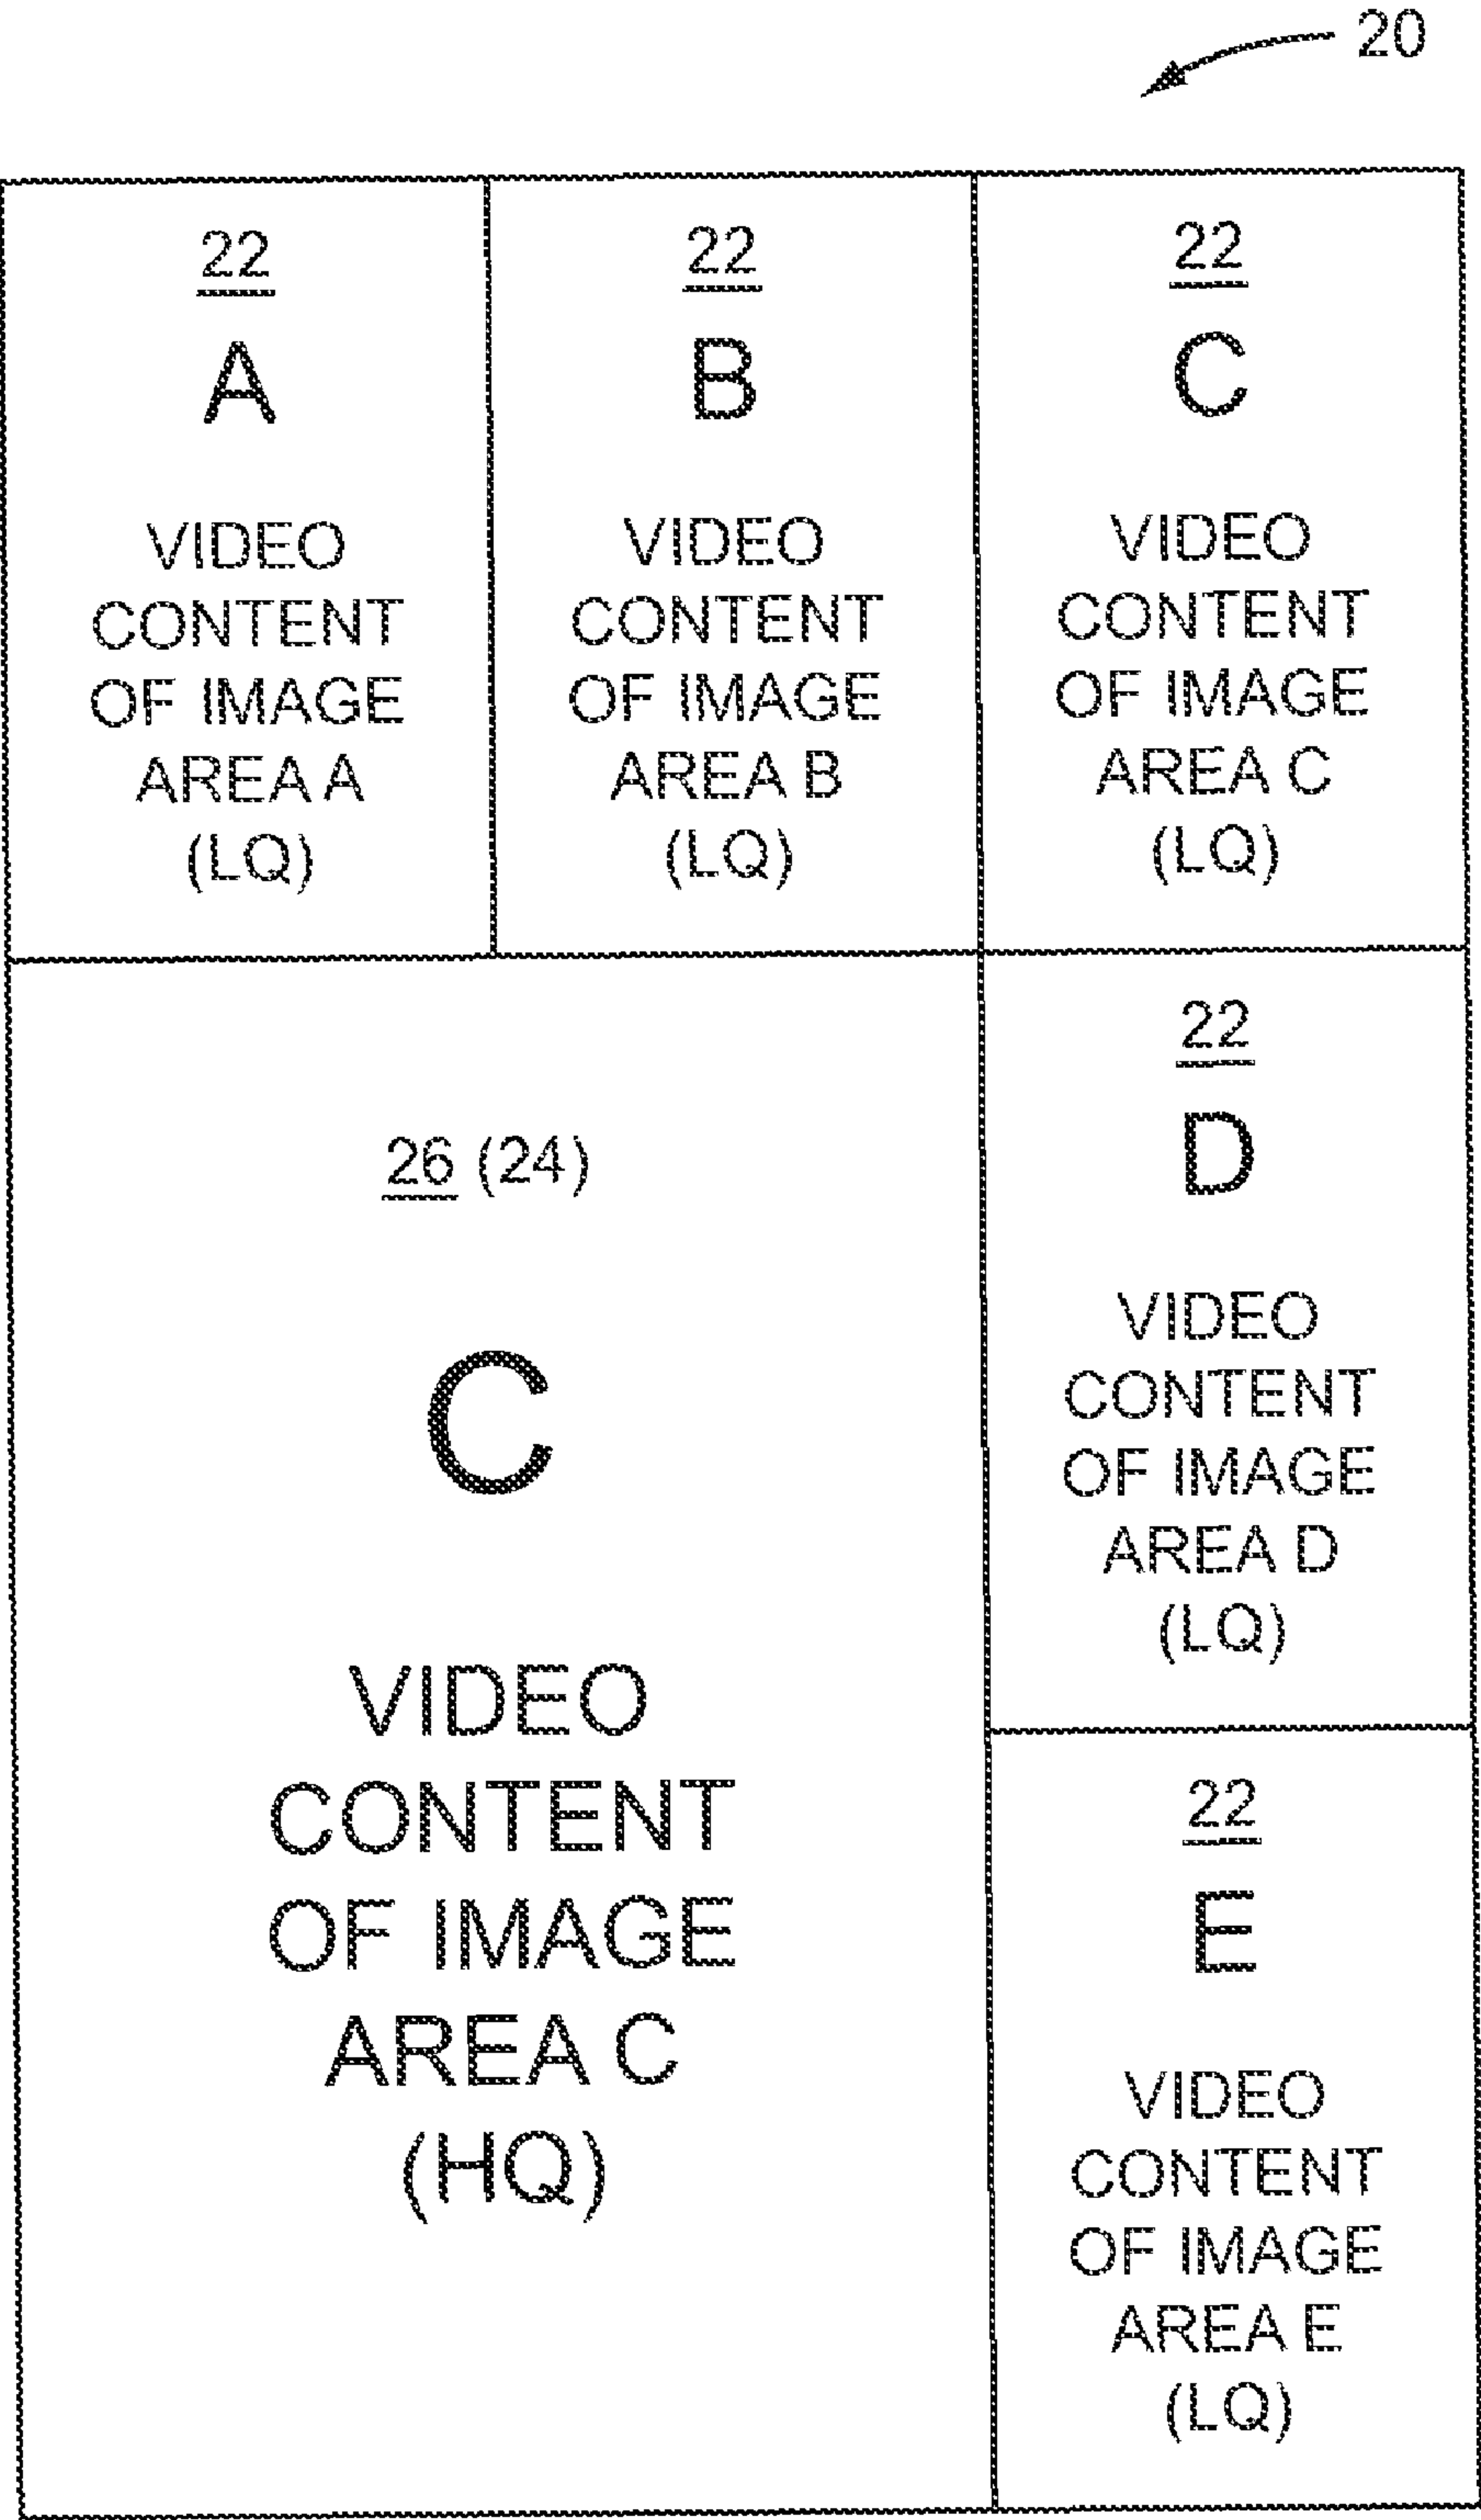 20
22
A
VIDEO
CONTENT
OF IMAGE
AREA A
(LQ)
22
B
VIDEO
CONTENT
OF IMAGE
AREA B
(LQ)
22
C
VIDEO
CONTENT
OF IMAGE
AREA C
(LQ)
26 (24)
C
VIDEO
CONTENT
OF IMAGE
AREA C
(HQ)
22
D
VIDEO
CONTENT
OF IMAGE
AREA D
(LQ)
22
E
VIDEO
CONTENT
OF IMAGE
AREA E
(LQ)